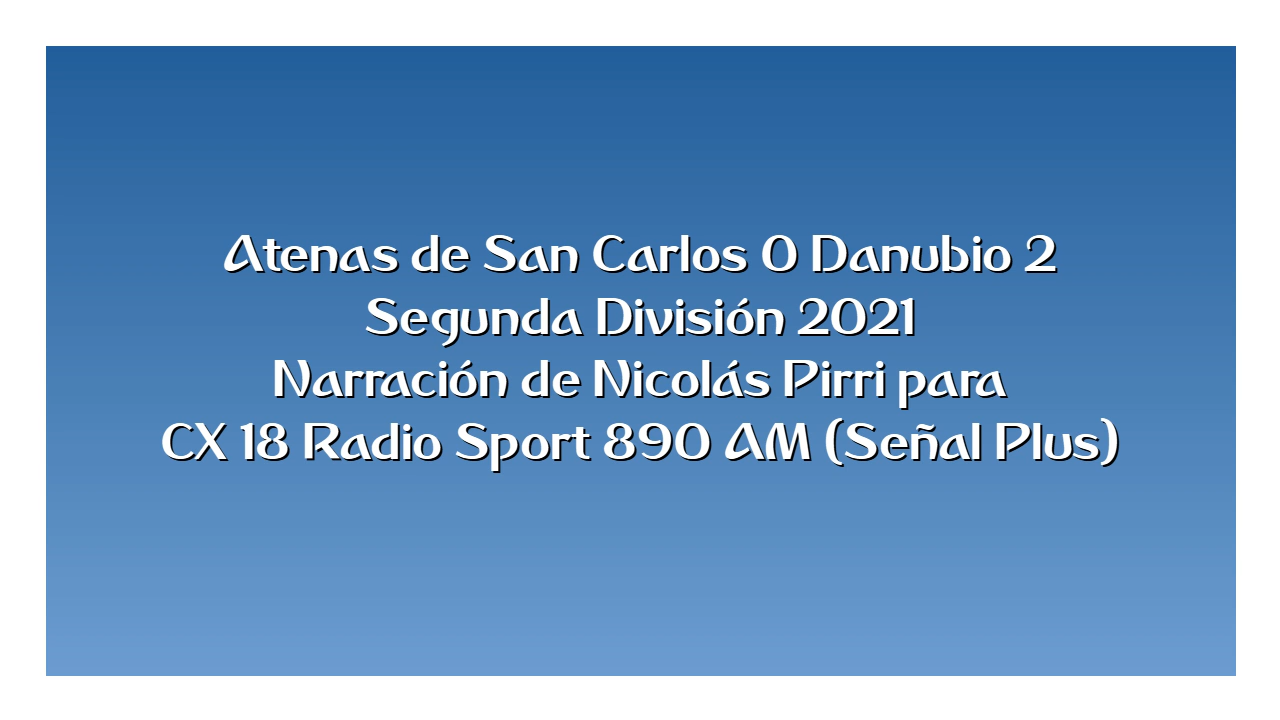 Atenas de San Carlos 0 Danubio 2
Segunda División 2021
Narración de Nicolás Pirri para
CX 18 Radio Sport 890 AM (Señal Plus)